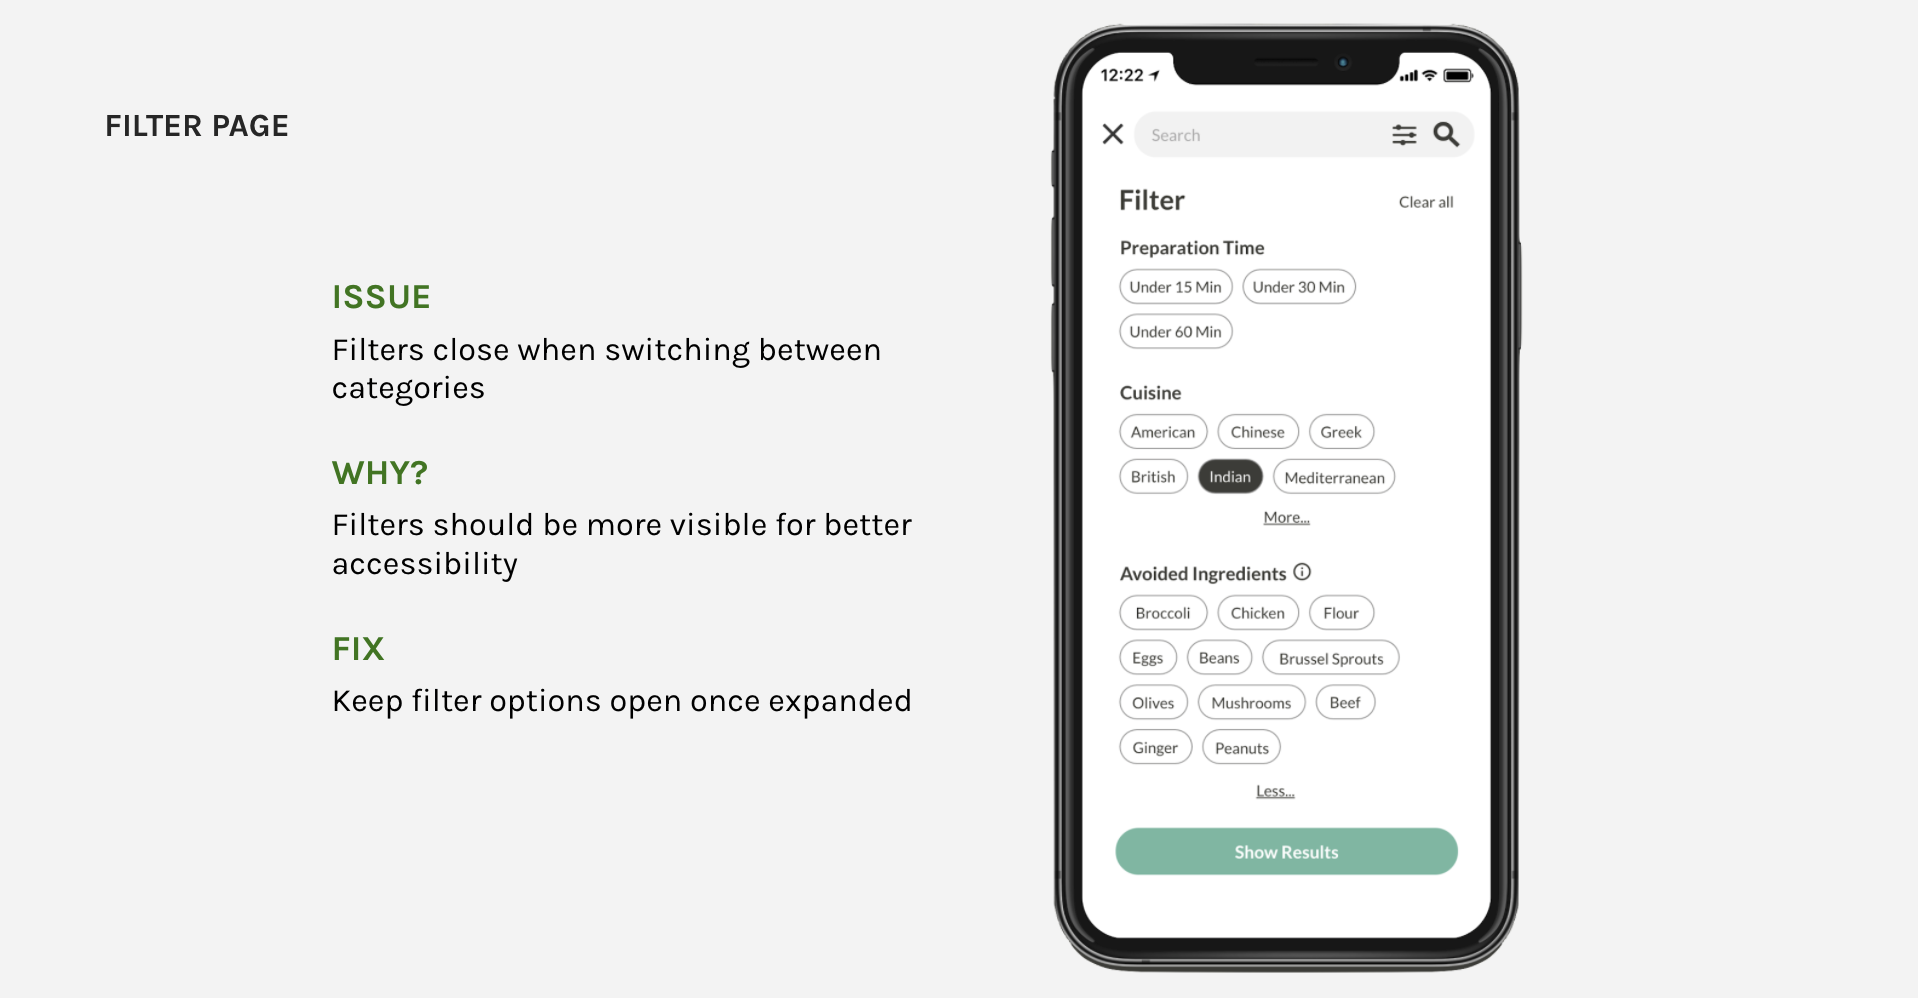 FILTER PAGE
ISSUE
Filters close when switching between
categories
WHY?
Filters should be more visible for better
accessibility
FIX
Keep filter options open once expanded
12:22
Search
Filter
Clear all
Preparation Time
Under 15 Min Under 30 Min
Under 60 Min
Cuisine
American Chinese Greek
British Indian Mediterranean
More...
Avoided Ingredients
Broccoli Chicken Flour
Eggs Beans Brussel Sprouts
Olives Mushrooms Beef
Ginger Peanuts
Less...
Show Results